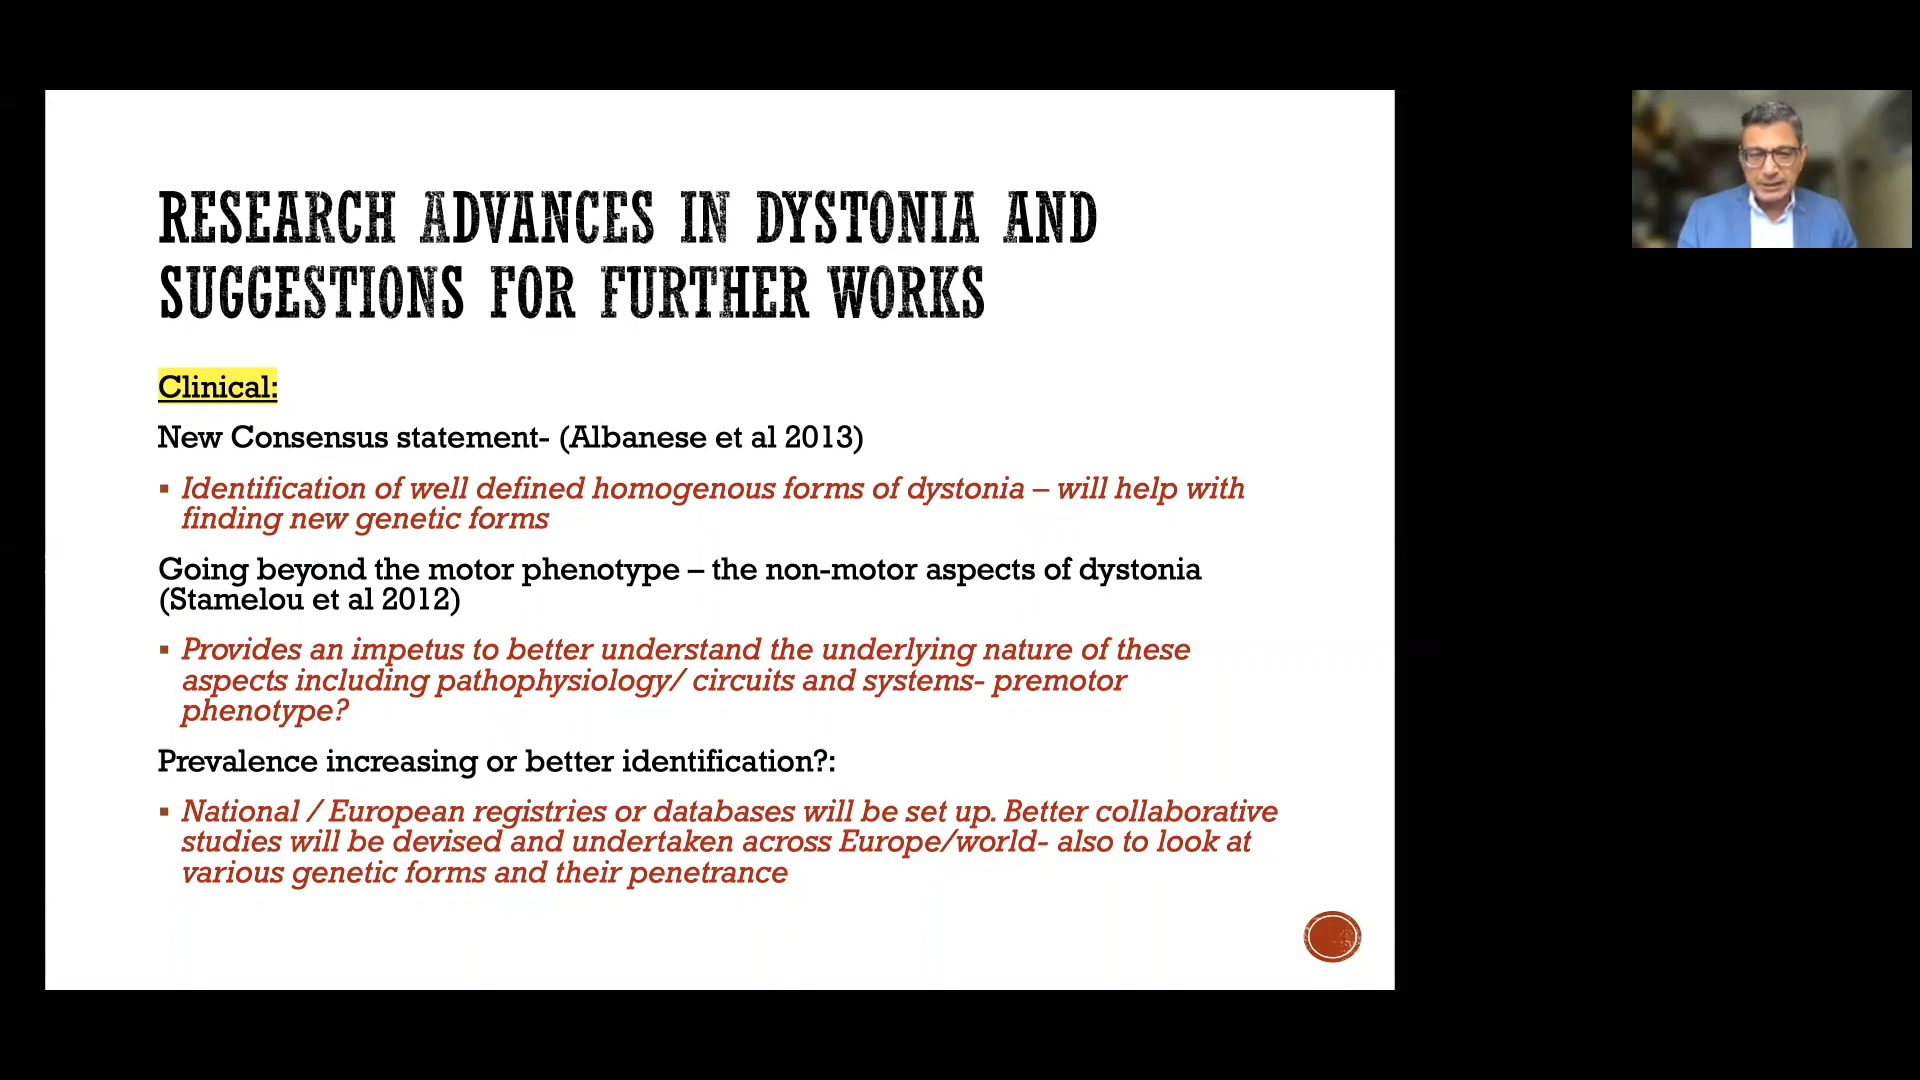 RESEARCH ADVANCES IN DYSTONIA AND
SUGGESTIONS FOR FURTHER WORKS
Clinical:
New Consensus statement- (Albanese et al 2013)
▪ Identification of well defined homogenous forms of dystonia – will help with
finding new genetic forms
Going beyond the motor phenotype – the non-motor aspects of dystonia
(Stamelou et al 2012)
▪ Provides an impetus to better understand the underlying nature of these
aspects including pathophysiology/ circuits and systems- premotor
phenotype?
Prevalence increasing or better identification?:
▪ National / European registries or databases will be set up. Better collaborative
studies will be devised and undertaken across Europe/world- also to look at
various genetic forms and their penetrance